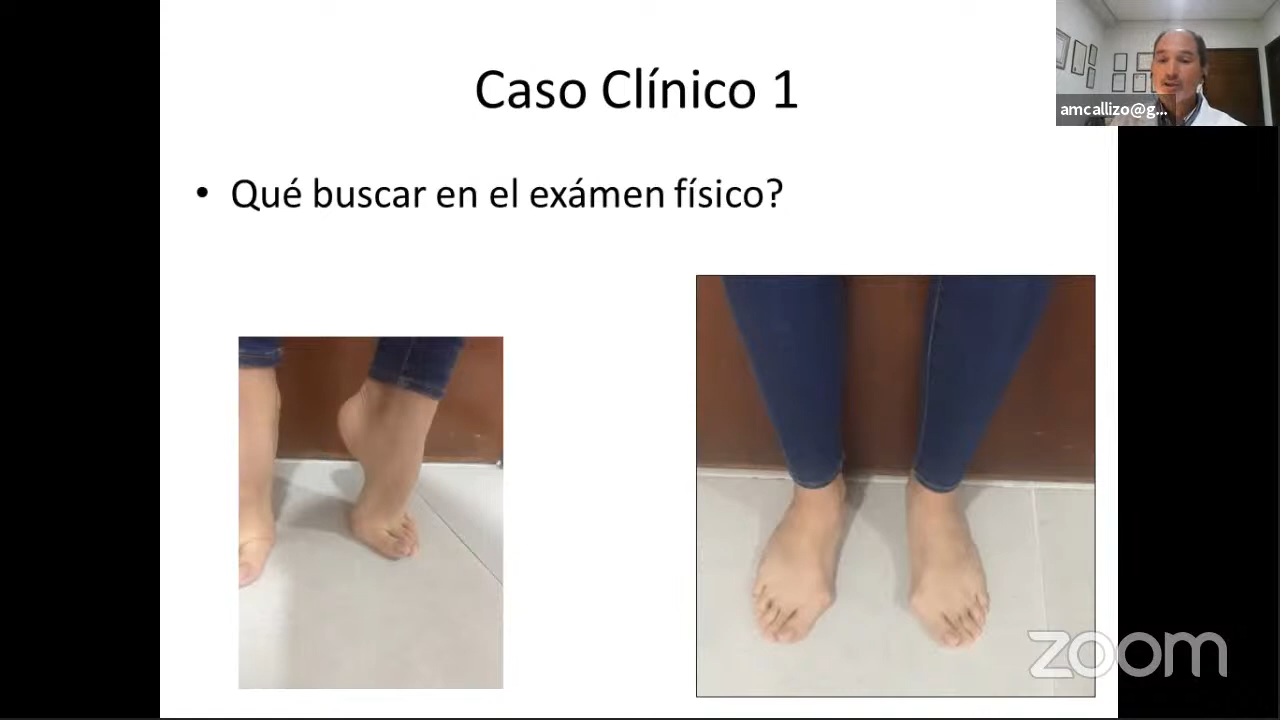 Caso Clínico 1
amcallizo@g...
• Qué buscar en el exámen físico?
zoom